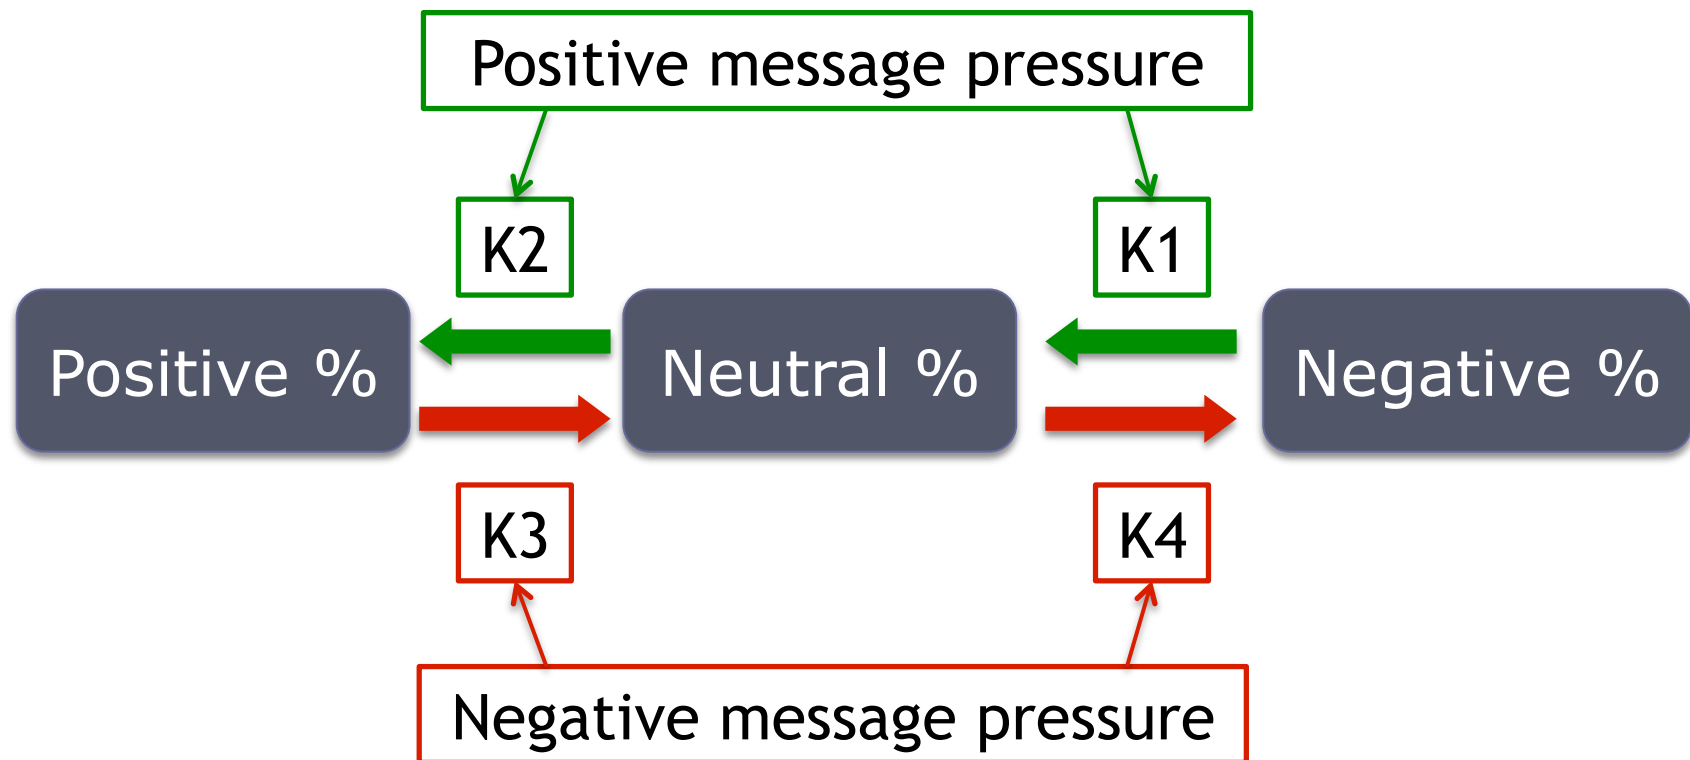 Positive message pressure
K2
K1
Positive %
Neutral %
Negative %
K3
K4
Negative message pressure